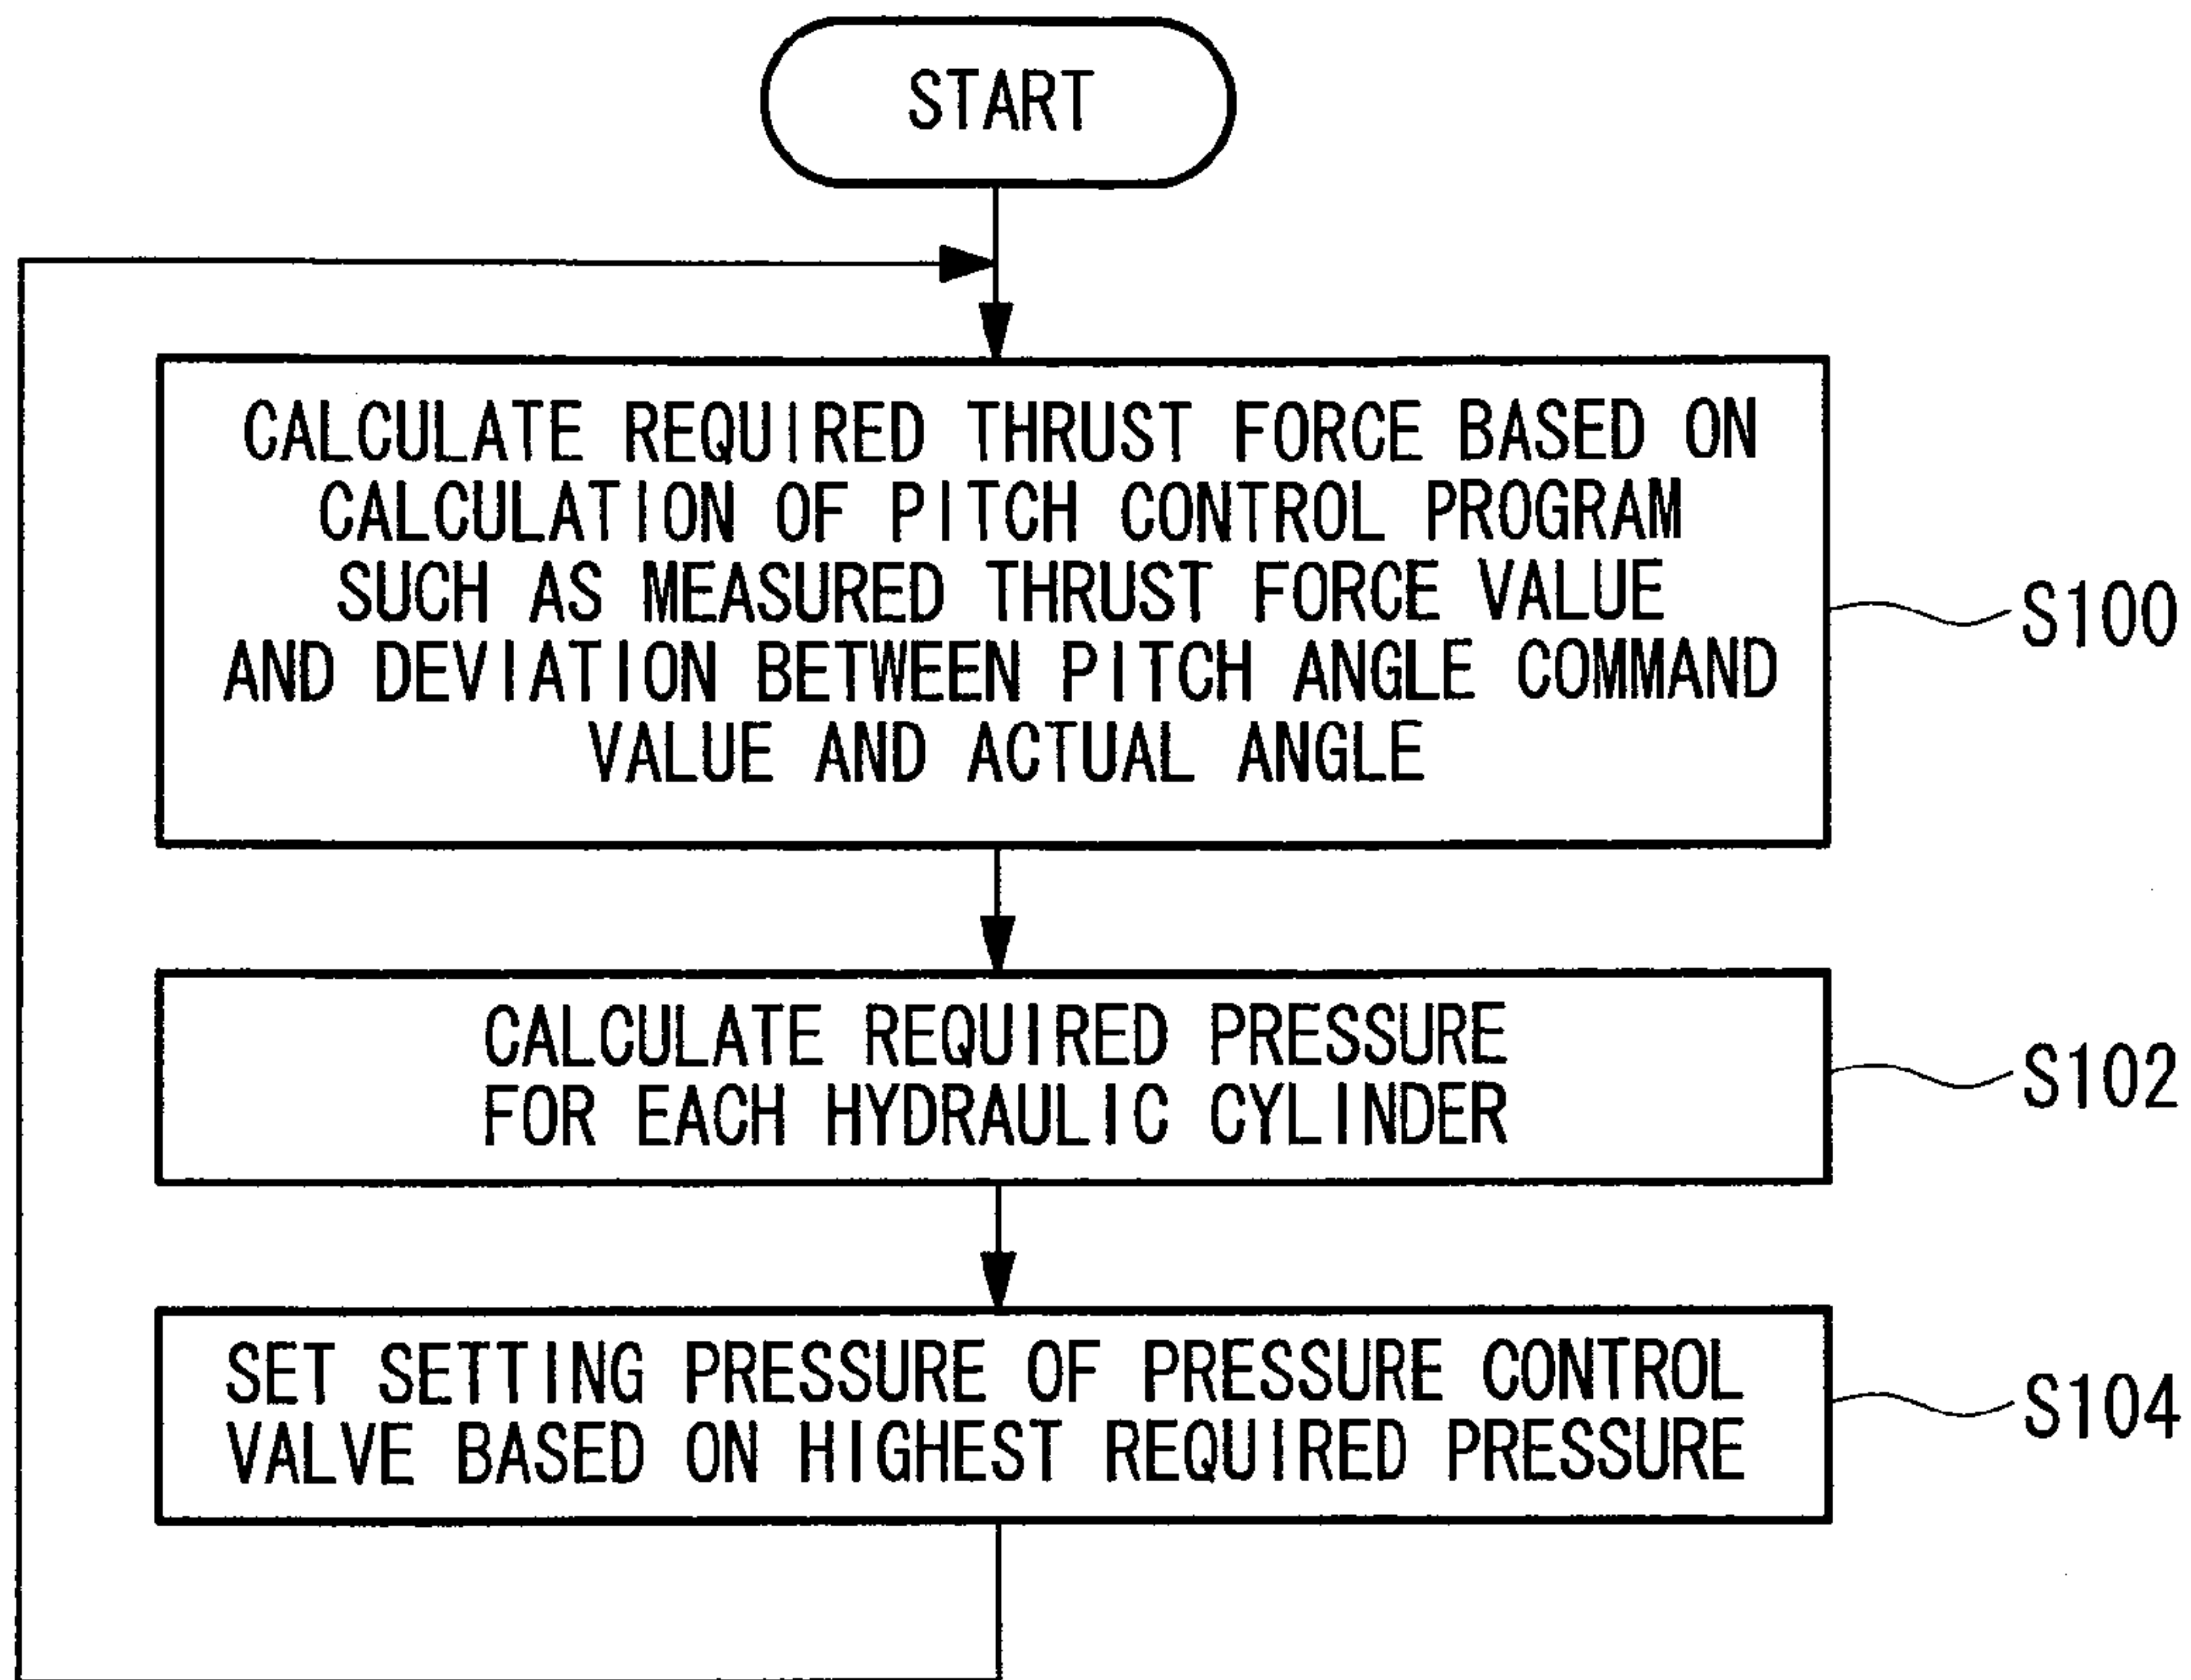 START
CALCULATE REQUIRED THRUST FORCE BASED ON
CALCULATION OF PITCH CONTROL PROGRAM
SUCH AS MEASURED THRUST FORCE VALUE
AND DEVIATION BETWEEN PITCH ANGLE COMMAND
VALUE AND ACTUAL ANGLE
S100
CALCULATE REQUIRED PRESSURE
FOR EACH HYDRAULIC CYLINDER
S102
SET SETTING PRESSURE OF PRESSURE CONTROL
VALVE BASED ON HIGHEST REQUIRED PRESSURE
S104